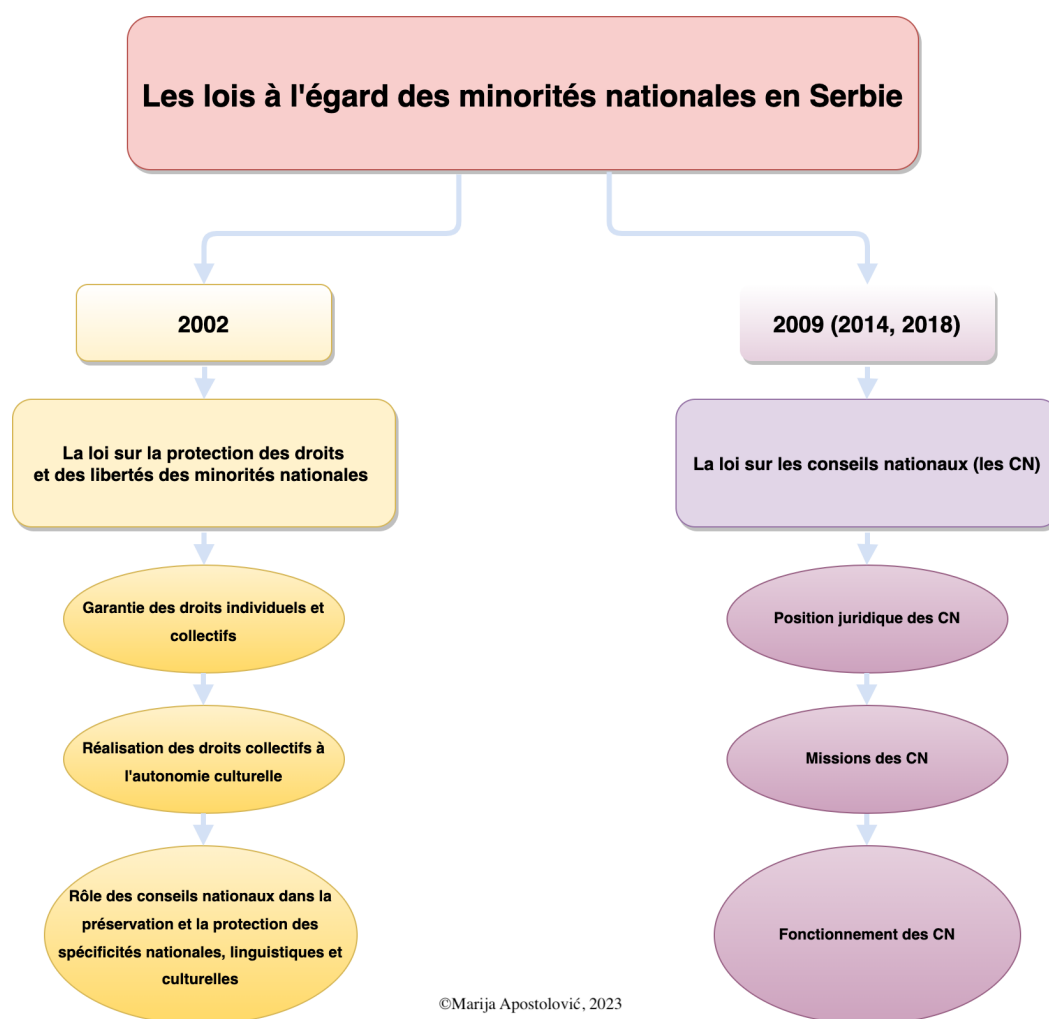 Les lois à l'égard des minorités nationales en Serbie
2002
La loi sur la protection des droits
et des libertés des minorités nationales
Garantie des droits individuels et
collectifs
Réalisation des droits collectifs à
l'autonomie culturelle
Rôle des conseils nationaux dans la
préservation et la protection des
spécificités nationales, linguistiques et
culturelles
2009 (2014, 2018)
La loi sur les conseils nationaux (les CN)
Position juridique des CN
Missions des CN
Fonctionnement des CN
©Marija Apostolović, 2023